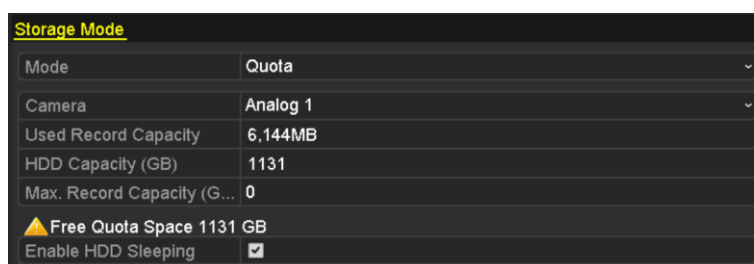 Storage Mode
Mode Quota
Camera Analog 1
Used Record Capacity 6,144MB
HDD Capacity (GB) 1131
Max. Record Capacity (G... 0
Free Quota Space 1131 GB
Enable HDD Sleeping